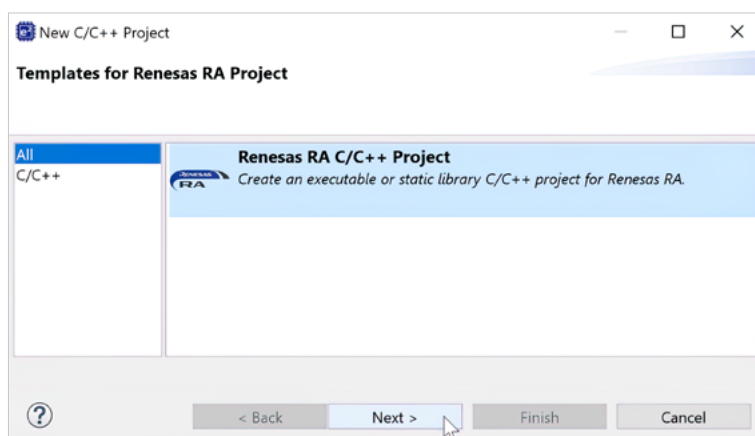 New C/C++ Project
Templates for Renesas RA Project
All
C/C++
Renesas RA C/C++ Project
RENESAS
RA
Create an executable or static library C/C++ project for Renesas RA.
?
< Back
Next >
Finish
Cancel